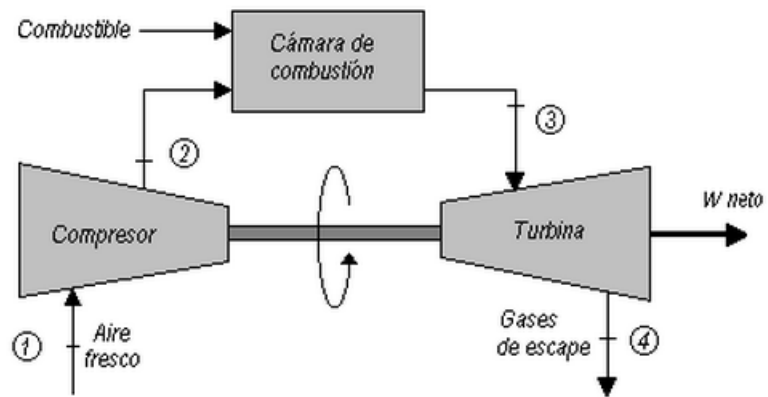 Combustible
Cámara de
combustión
2
3
Compresor
Turbina
W neto
1
Aire
fresco
Gases
de escape
4